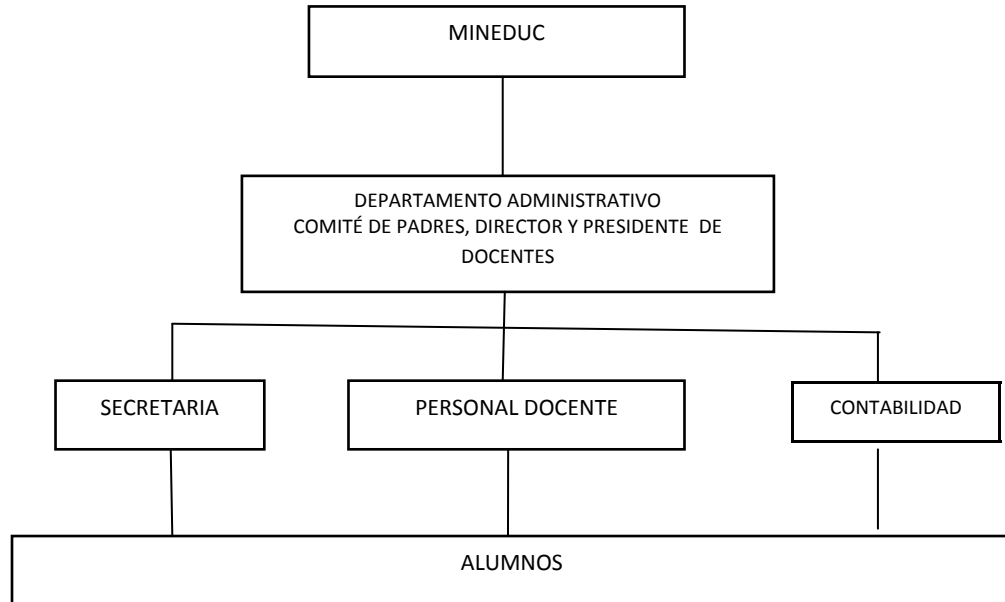 MINEDUC
DEPARTAMENTO ADMINISTRATIVO
COMITÉ DE PADRES, DIRECTOR Y PRESIDENTE DE
DOCENTES
SECRETARIA
PERSONAL DOCENTE
CONTABILIDAD
ALUMNOS